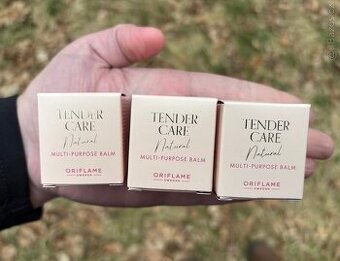 TENDER
CARE
Natural
MULTI-PURPOSE BALM
ORIFLAME
SWEDEN
TENDER
CARE
Natural
MULTI-PURPOSE BALM
ORIFLAME
SWEDEN
TENDER
CARE
Natural
MULTI-PURPOSE BALM
ORIFLAME
SWEDEN